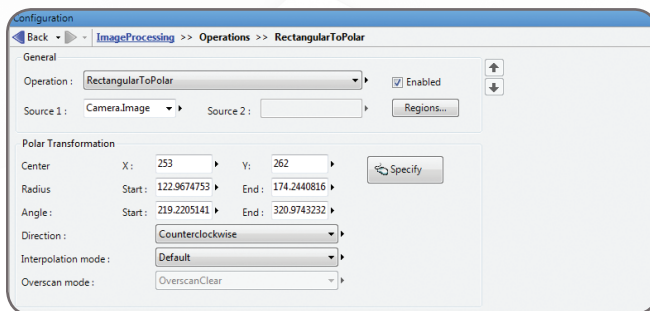 Configuration
Back ImageProcessing >> Operations >> RectangularToPolar
General
Operation : RectangularToPolar Enabled
Source 1 : Camera.Image Source 2 : Regions...
Polar Transformation
Center X : 253 Y: 262 Specify
Radius Start : 122.9674753 End : 174.2440816
Angle : Start : 219.2205141 End : 320.9743232
Direction : Counterclockwise
Interpolation mode : Default
Overscan mode : OverscanClear